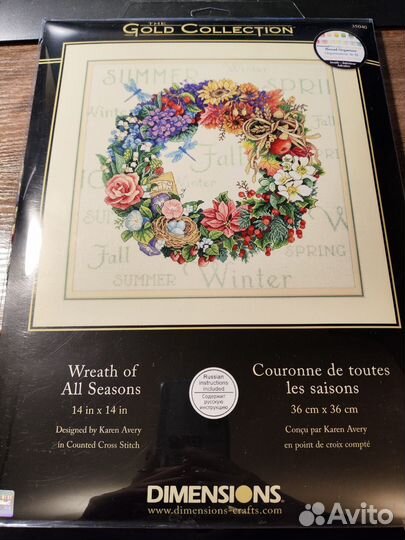 THE
GOLD COLLECTION
35040
Thread Organizer
SUMMER
Winter
SPRING
Fall
Winter
Fall
Fall
SPRING
SUMMER
Winter
Wreath of
All Seasons
14 in x 14 in
Designed by Karen Avery
in Counted Cross Stitch
Russian
instructions
included
Содержит
русскую
инструкцию
Couronne de toutes
les saisons
36 cm x 36 cm
Conçu par Karen Avery
en point de croix compté
DIMENSIONS
www.dimensions-crafts.com
Avito